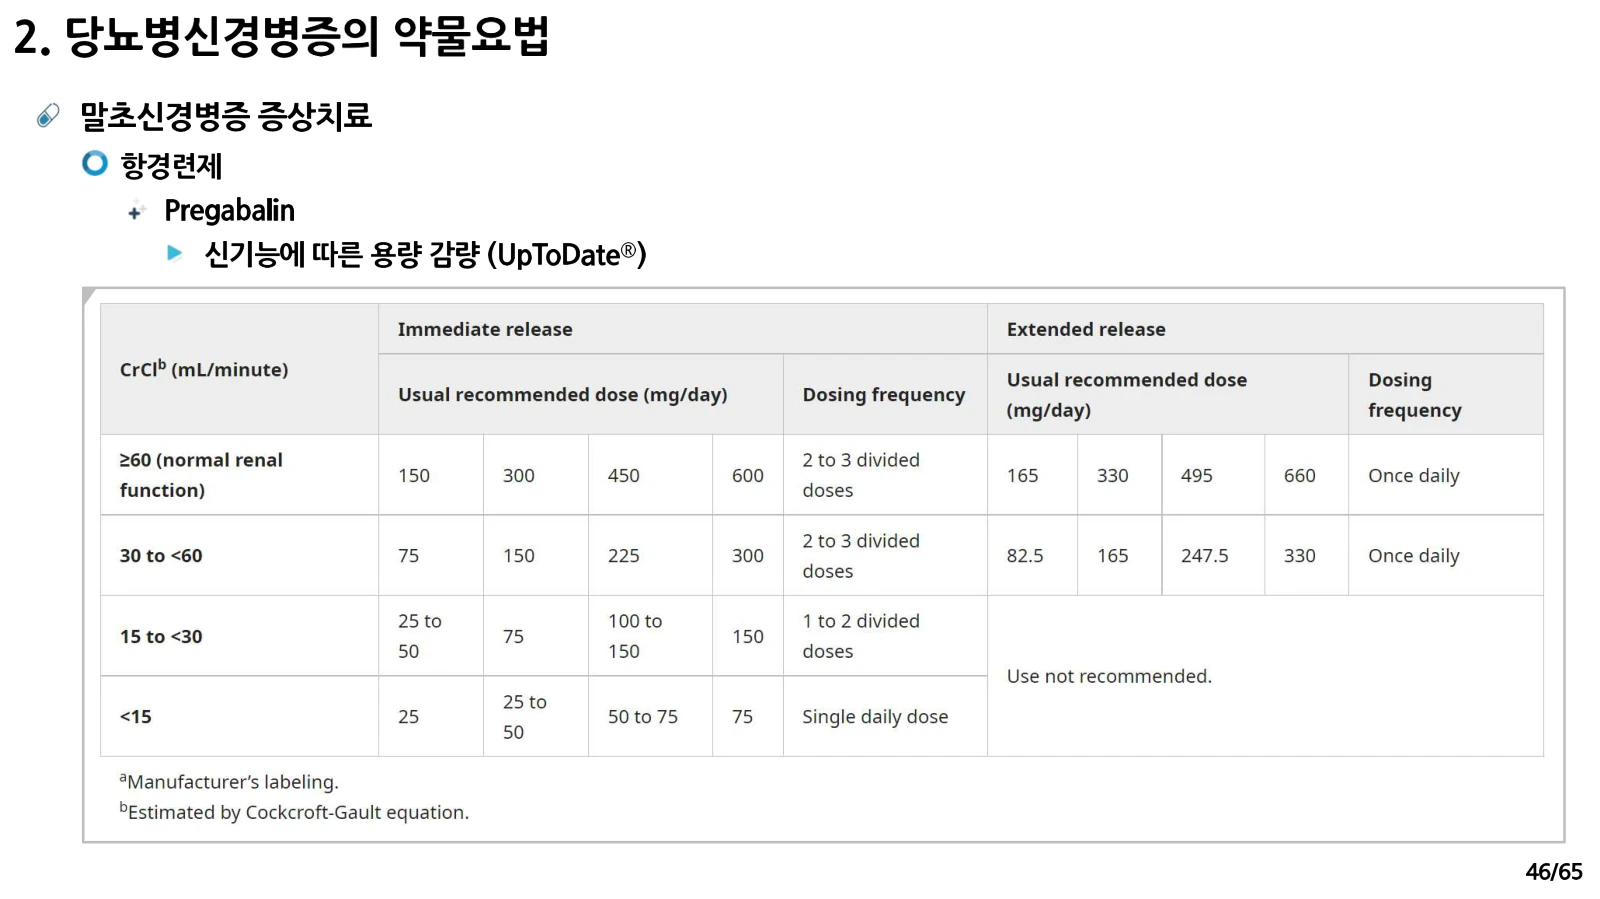 2. 당뇨병신경병증의 약물요법
말초신경병증 증상치료
항경련제
Pregabalin
신기능에 따른 용량 감량 (UpToDate®)
CrClᵇ (mL/minute)
Immediate release
Extended release
Usual recommended dose (mg/day)
Dosing frequency
Usual recommended dose
(mg/day)
Dosing
frequency
≥60 (normal renal
function)
150
300
450
600
2 to 3 divided
doses
165
330
495
660
Once daily
30 to <60
75
150
225
300
2 to 3 divided
doses
82.5
165
247.5
330
Once daily
15 to <30
25 to
50
75
100 to
150
150
1 to 2 divided
doses
Use not recommended.
<15
25
25 to
50
50 to 75
75
Single daily dose
ᵃManufacturer’s labeling.
ᵇEstimated by Cockcroft-Gault equation.
46/65